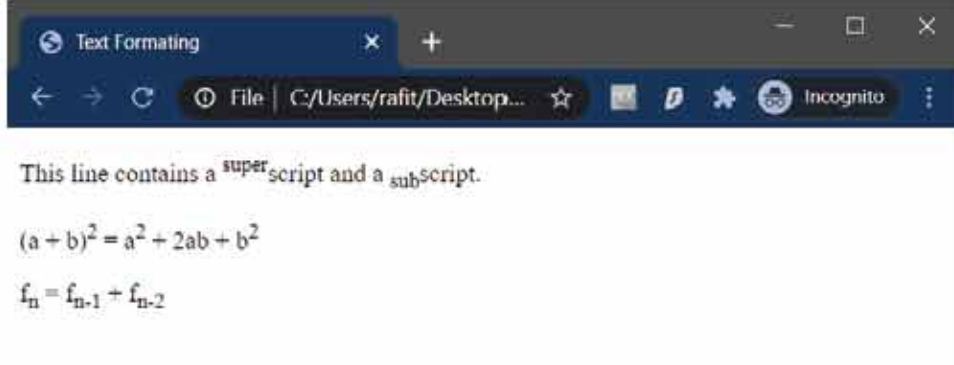 Text Formating
File | C:/Users/rafit/Desktop... Incognito
This line contains a superscript and a subscript.
(a + b)² = a² + 2ab + b²
fₙ = fₙ₋₁ + fₙ₋₂